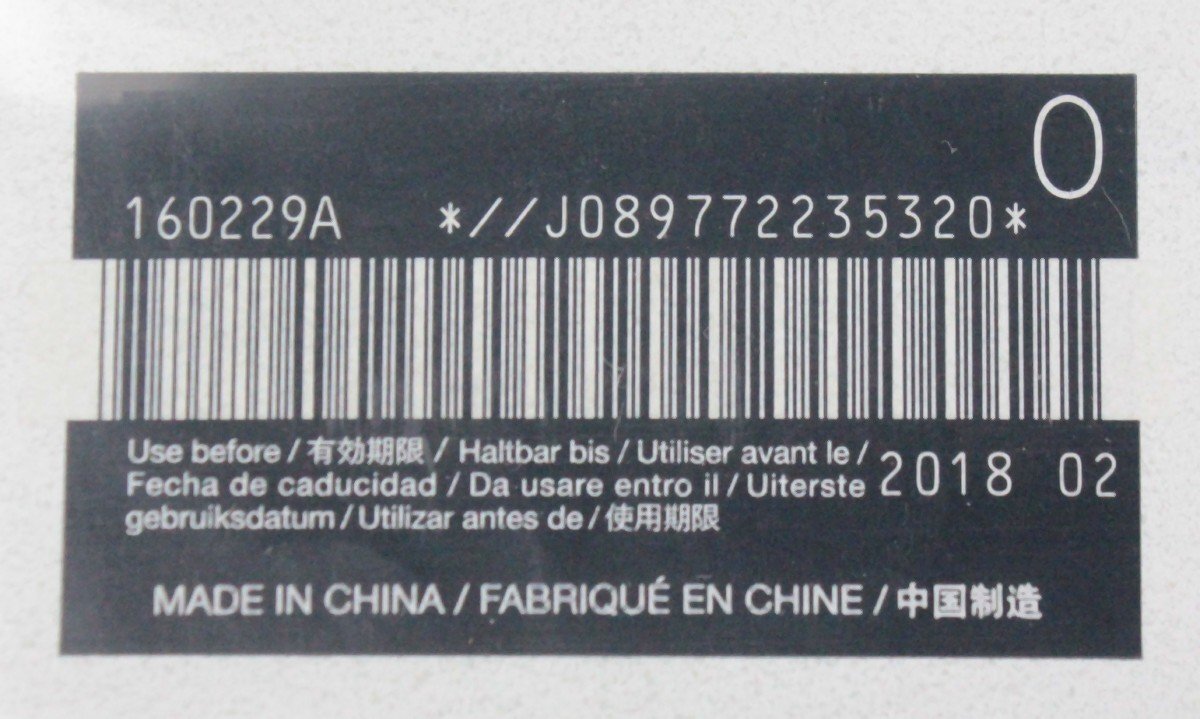 0
160229A *//J089772235320*
Use before / 有効期限 / Haltbar bis / Utiliser avant le /
Fecha de caducidad / Da usare entro il / Uiterste 2018 02
gebruiksdatum / Utilizar antes de / 使用期限
MADE IN CHINA / FABRIQUÉ EN CHINE / 中国制造